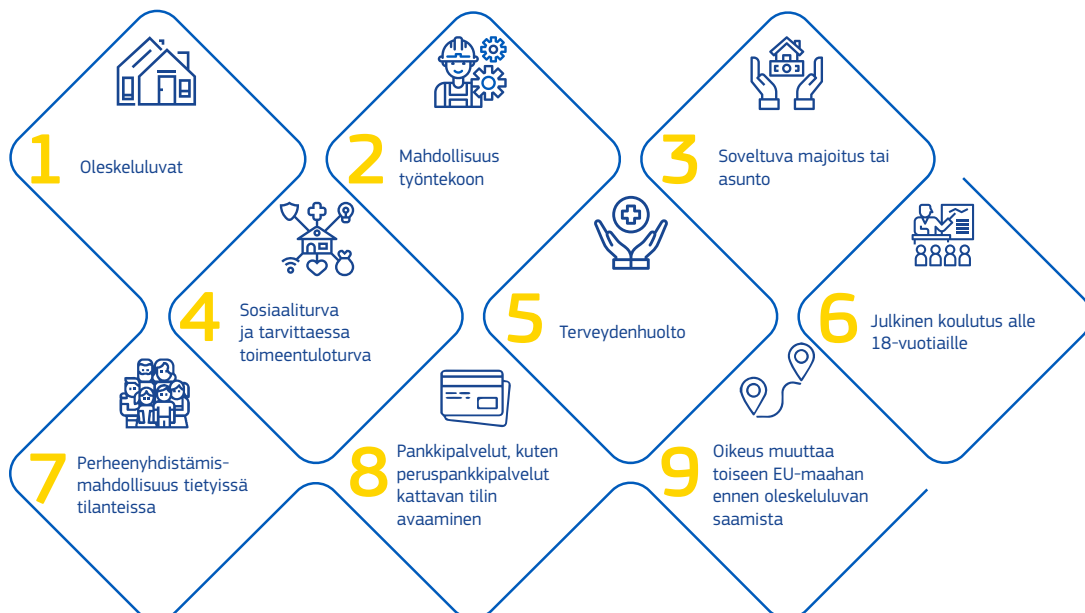 1
Oleskeluluvat
2
Mahdollisuus
työntekoon
3
Soveltuva majoitus tai
asunto
4
Sosiaaliturva
ja tarvittaessa
toimeentuloturva
5
Terveydenhuolto
6
Julkinen koulutus alle
18-vuotiaille
7
Perheenyhdistämis-
mahdollisuus tietyissä
tilanteissa
8
Pankkipalvelut, kuten
peruspankkipalvelut
kattavan tilin
avaaminen
9
Oikeus muuttaa
toiseen EU-maahan
ennen oleskeluluvan
saamista